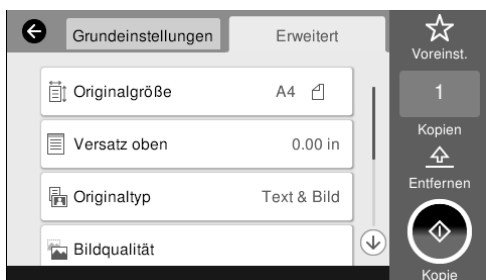 Grundeinstellungen
Erweitert
Voreinst.
Originalgröße A4
1
Kopien
Versatz oben 0.00 in
Entfernen
Originaltyp Text & Bild
Bildqualität
Kopie